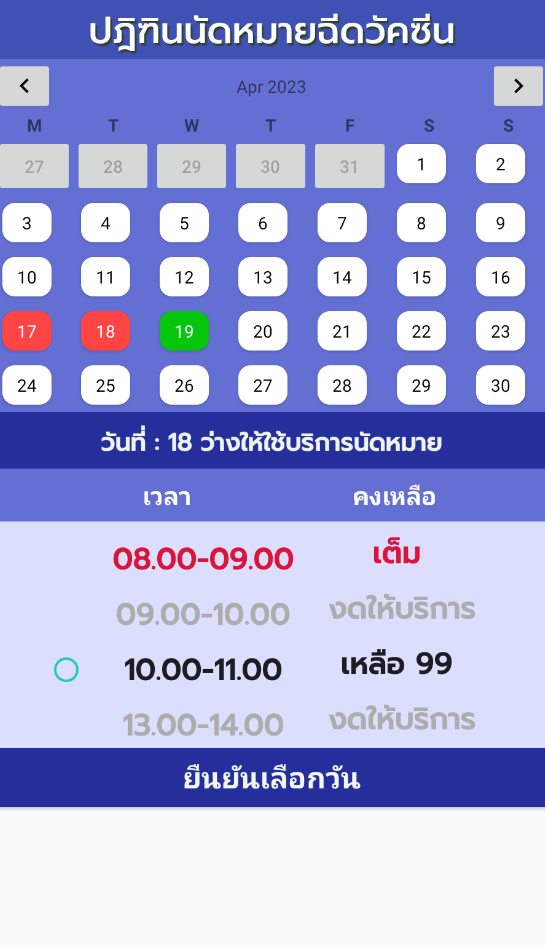 ปฎิฑินนัดหมายฉีดวัคซีน
Apr 2023
M T W T F S S
27 28 29 30 31 1 2
3 4 5 6 7 8 9
10 11 12 13 14 15 16
17 18 19 20 21 22 23
24 25 26 27 28 29 30
วันที่ : 18 ว่างให้ใช้บริการนัดหมาย
เวลา คงเหลือ
08.00-09.00 เต็ม
09.00-10.00 งดให้บริการ
10.00-11.00 เหลือ 99
13.00-14.00 งดให้บริการ
ยืนยันเลือกวัน